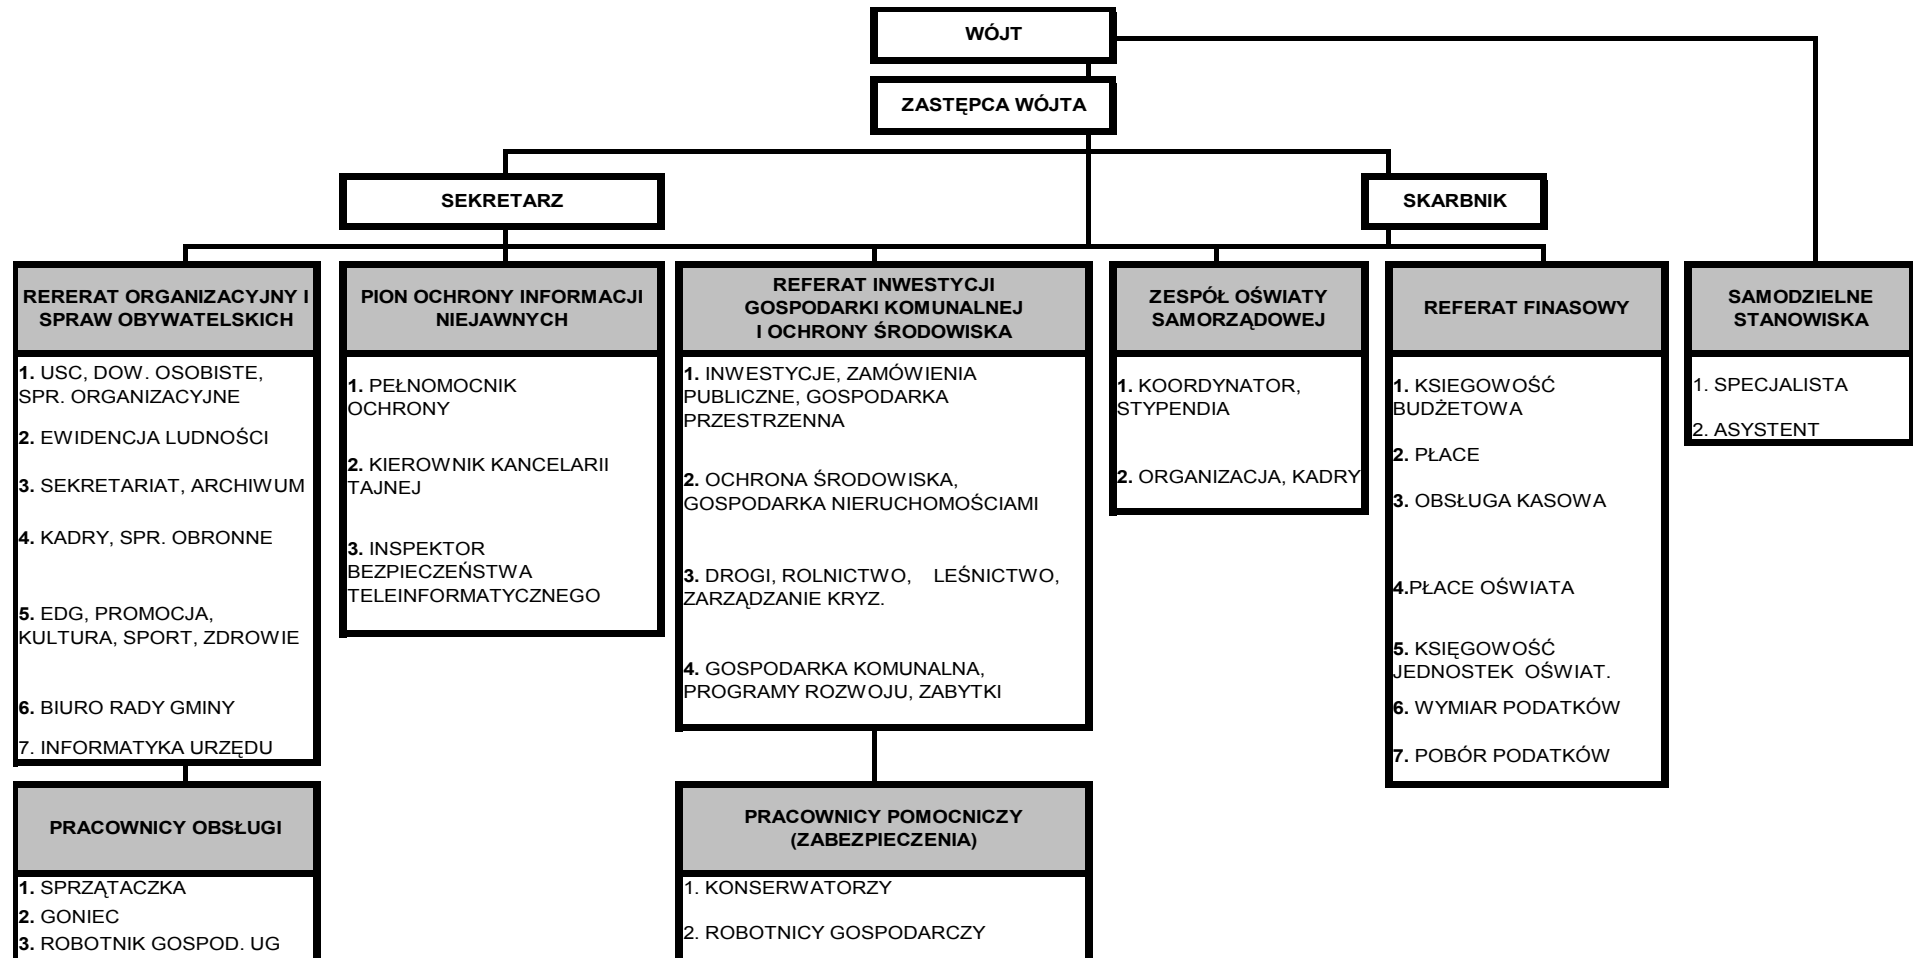 WÓJT
ZASTĘPCA WÓJTA
SEKRETARZ
SKARBNIK
RERERAT ORGANIZACYJNY I
SPRAW OBYWATELSKICH
1. USC, DOW. OSOBISTE,
SPR. ORGANIZACYJNE
2. EWIDENCJA LUDNOŚCI
3. SEKRETARIAT, ARCHIWUM
4. KADRY, SPR. OBRONNE
5. EDG, PROMOCJA,
KULTURA, SPORT, ZDROWIE
6. BIURO RADY GMINY
7. INFORMATYKA URZĘDU
PRACOWNICY OBSŁUGI
1. SPRZĄTACZKA
2. GONIEC
3. ROBOTNIK GOSPOD. UG
PION OCHRONY INFORMACJI
NIEJAWNYCH
1. PEŁNOMOCNIK
OCHRONY
2. KIEROWNIK KANCELARII
TAJNEJ
3. INSPEKTOR
BEZPIECZEŃSTWA
TELEINFORMATYCZNEGO
REFERAT INWESTYCJI
GOSPODARKI KOMUNALNEJ
I OCHRONY ŚRODOWISKA
1. INWESTYCJE, ZAMÓWIENIA
PUBLICZNE, GOSPODARKA
PRZESTRZENNA
2. OCHRONA ŚRODOWISKA,
GOSPODARKA NIERUCHOMOŚCIAMI
3. DROGI, ROLNICTWO, LEŚNICTWO,
ZARZĄDZANIE KRYZ.
4. GOSPODARKA KOMUNALNA,
PROGRAMY ROZWOJU, ZABYTKI
PRACOWNICY POMOCNICZY
(ZABEZPIECZENIA)
1. KONSERWATORZY
2. ROBOTNICY GOSPODARCZY
ZESPÓŁ OŚWIATY
SAMORZĄDOWEJ
1. KOORDYNATOR,
STYPENDIA
2. ORGANIZACJA, KADRY
REFERAT FINASOWY
1. KSIEGOWOŚĆ
BUDŻETOWA
2. PŁACE
3. OBSŁUGA KASOWA
4.PŁACE OŚWIATA
5. KSIĘGOWOŚĆ
JEDNOSTEK OŚWIAT.
6. WYMIAR PODATKÓW
7. POBÓR PODATKÓW
SAMODZIELNE
STANOWISKA
1. SPECJALISTA
2. ASYSTENT